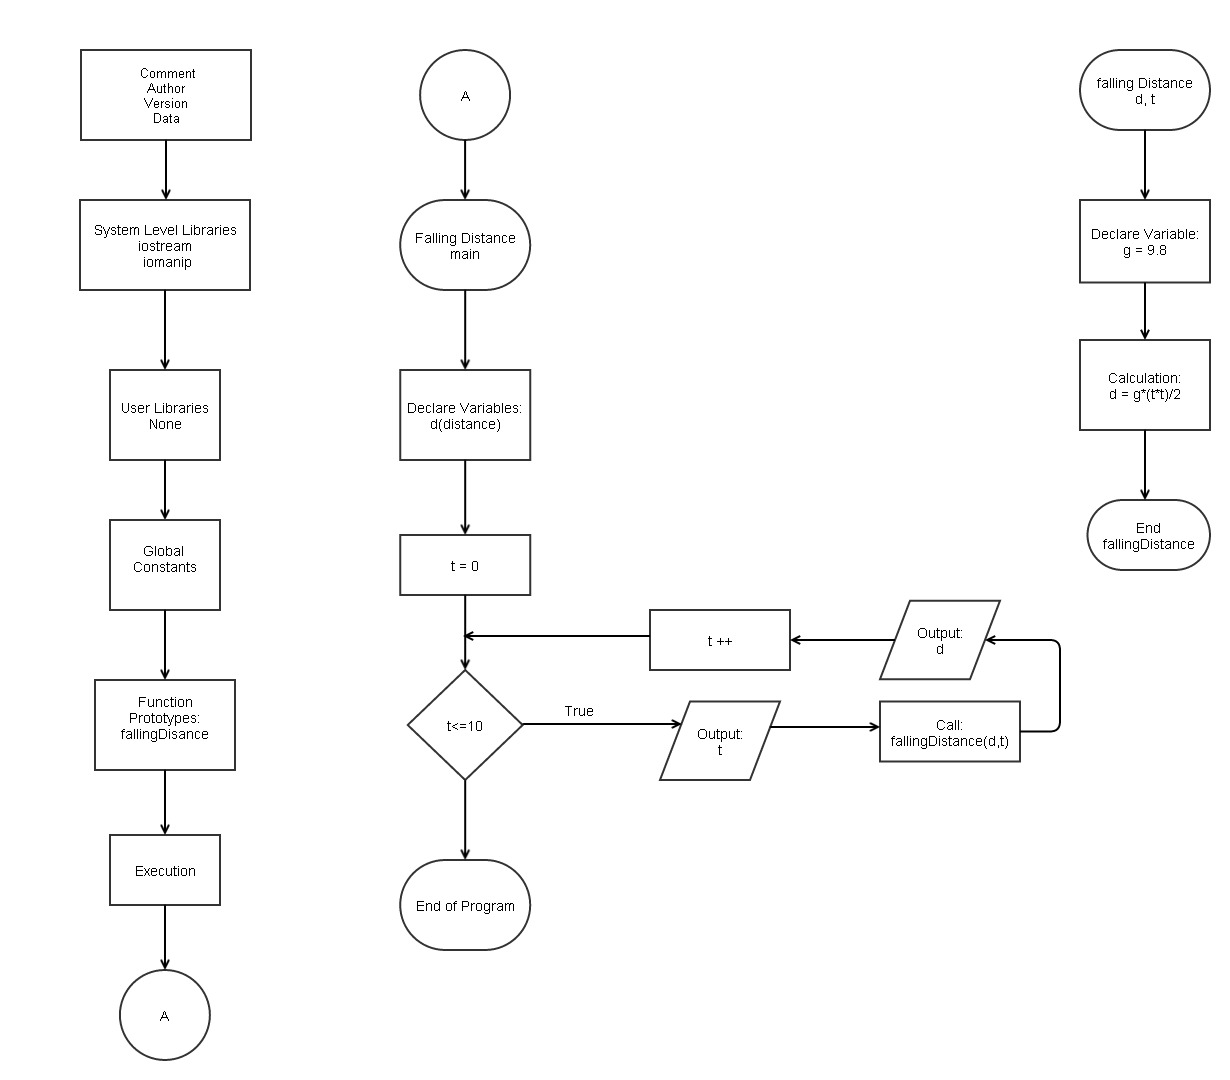 Comment
Author
Version
Data
System Level Libraries
iostream
iomanip
User Libraries
None
Global
Constants
Function
Prototypes:
fallingDisance
Execution
A
A
Falling Distance
main
Declare Variables:
d(distance)
t = 0
t<=10
True
Output:
t
Call:
fallingDistance(d,t)
Output:
d
t ++
End of Program
falling Distance
d, t
Declare Variable:
g = 9.8
Calculation:
d = g*(t*t)/2
End
fallingDistance